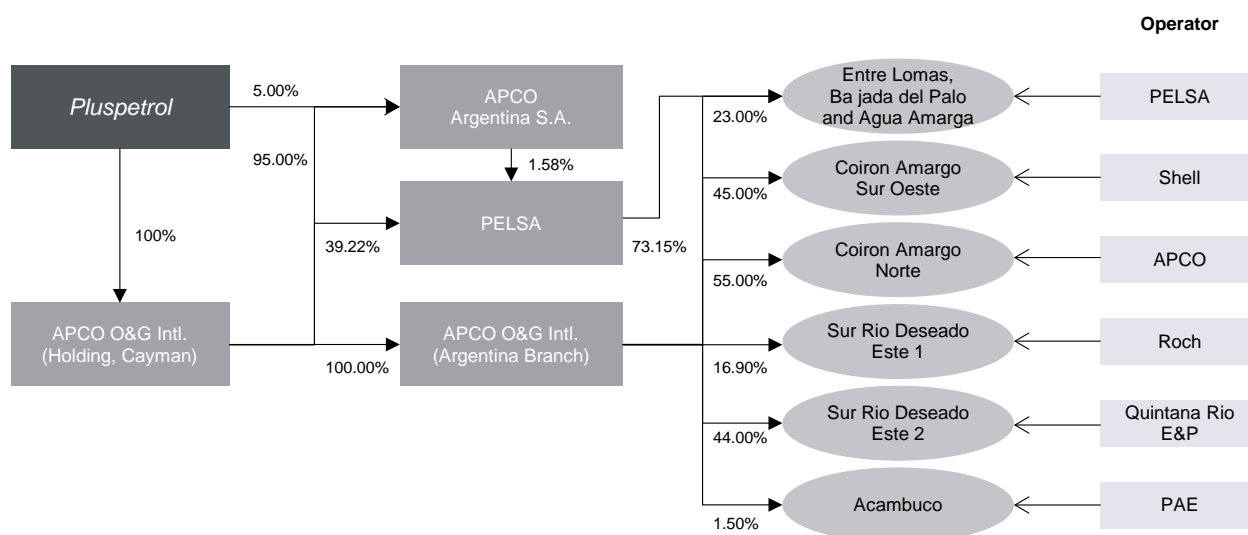 Operator
Pluspetrol
5.00%
95.00%
100%
APCO
Argentina S.A.
1.58%
PELSA
39.22%
73.15%
APCO O&G Intl.
(Holding, Cayman)
100.00%
APCO O&G Intl.
(Argentina Branch)
Entre Lomas,
Ba jada del Palo
and Agua Amarga
23.00%
PELSA
Coiron Amargo
Sur Oeste
45.00%
Shell
Coiron Amargo
Norte
55.00%
APCO
Sur Rio Deseado
Este 1
16.90%
Roch
Sur Rio Deseado
Este 2
44.00%
Quintana Rio
E&P
Acambuco
1.50%
PAE